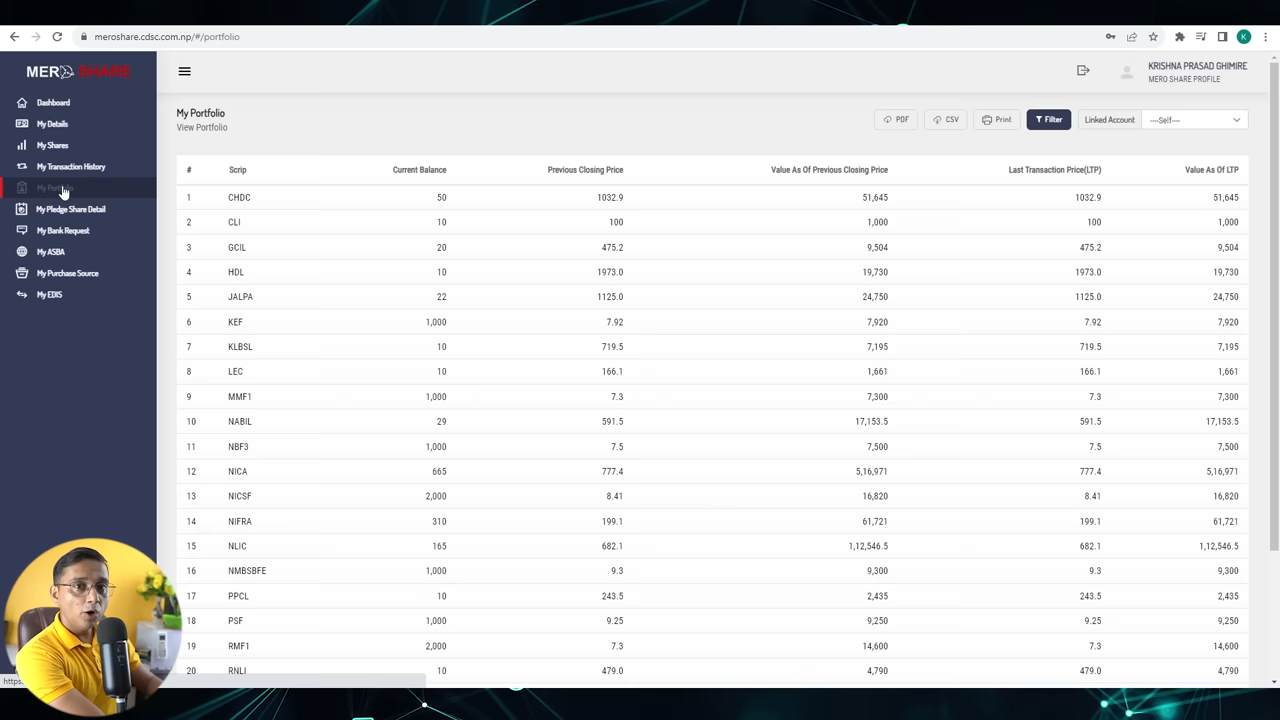 meroshare.cdsc.com.np/#/portfolio
K
MERO SHARE
KRISHNA PRASAD GHIMIRE
MERO SHARE PROFILE
Dashboard
My Details
My Shares
My Transaction History
My Portfolio
My Pledge Share Detail
My Bank Request
My ASBA
My Purchase Source
My EDIS
My Portfolio
View Portfolio
PDF CSV Print Filter Linked Account ----Self----
# Scrip Current Balance Previous Closing Price Value As Of Previous Closing Price Last Transaction Price(LTP) Value As Of LTP
1 CHDC 50 1032.9 51,645 1032.9 51,645
2 CLI 10 100 1,000 100 1,000
3 GCIL 20 475.2 9,504 475.2 9,504
4 HDL 10 1973.0 19,730 1973.0 19,730
5 JALPA 22 1125.0 24,750 1125.0 24,750
6 KEF 1,000 7.92 7,920 7.92 7,920
7 KLBSL 10 719.5 7,195 719.5 7,195
8 LEC 10 166.1 1,661 166.1 1,661
9 MMF1 1,000 7.3 7,300 7.3 7,300
10 NABIL 29 591.5 17,153.5 591.5 17,153.5
11 NBF3 1,000 7.5 7,500 7.5 7,500
12 NICA 665 777.4 5,16,971 777.4 5,16,971
13 NICSF 2,000 8.41 16,820 8.41 16,820
14 NIFRA 310 199.1 61,721 199.1 61,721
15 NLIC 165 682.1 1,12,546.5 682.1 1,12,546.5
16 NMBSBFE 1,000 9.3 9,300 9.3 9,300
17 PPCL 10 243.5 2,435 243.5 2,435
18 PSF 1,000 9.25 9,250 9.25 9,250
19 RMF1 2,000 7.3 14,600 7.3 14,600
20 RNLI 10 479.0 4,790 479.0 4,790